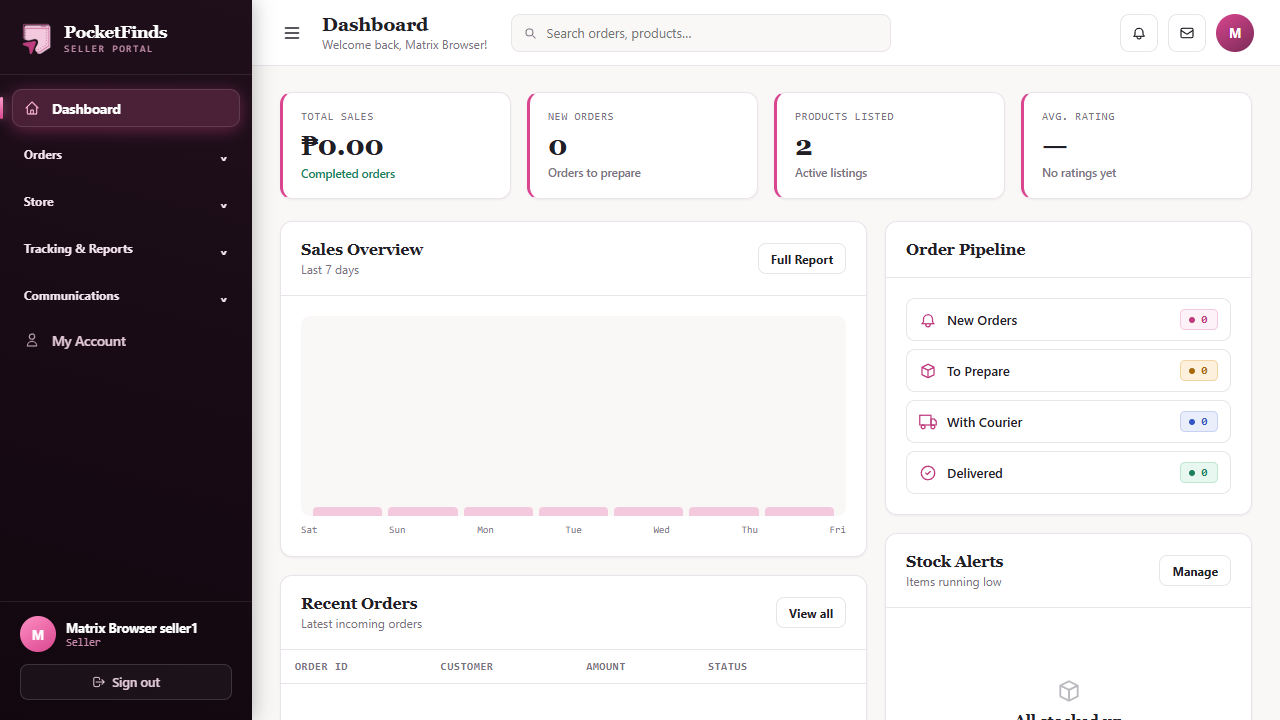 PocketFinds
SELLER PORTAL
Dashboard
Orders
Store
Tracking & Reports
Communications
My Account
M
Matrix Browser seller1
Seller
Sign out
Dashboard
Welcome back, Matrix Browser!
Search orders, products...
M
TOTAL SALES
₱0.00
Completed orders
NEW ORDERS
0
Orders to prepare
PRODUCTS LISTED
2
Active listings
AVG. RATING
—
No ratings yet
Sales Overview
Last 7 days
Full Report
Sat Sun Mon Tue Wed Thu Fri
Order Pipeline
New Orders 0
To Prepare 0
With Courier 0
Delivered 0
Recent Orders
Latest incoming orders
View all
ORDER ID CUSTOMER AMOUNT STATUS
Stock Alerts
Items running low
Manage
All stocked up